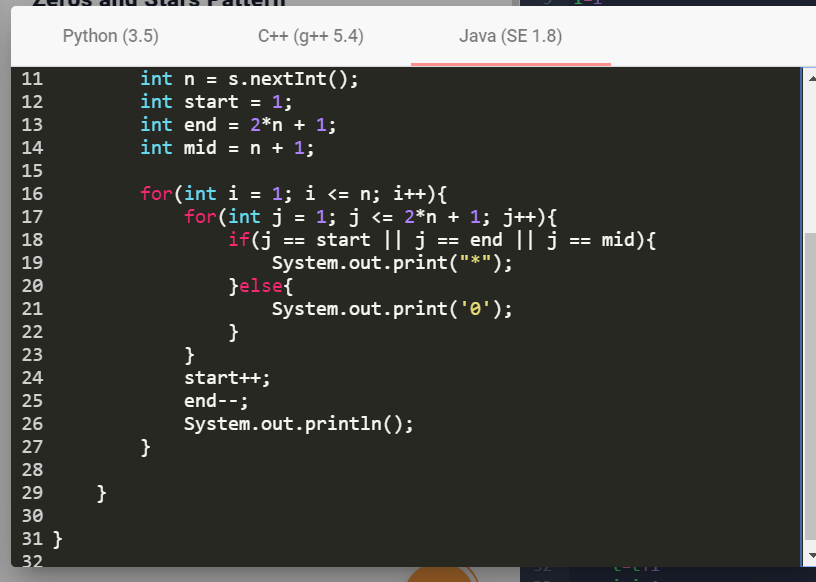 Zeros and Stars Pattern
Python (3.5) C++ (g++ 5.4) Java (SE 1.8)
11         int n = s.nextInt();
12         int start = 1;
13         int end = 2*n + 1;
14         int mid = n + 1;
15
16         for(int i = 1; i <= n; i++){
17             for(int j = 1; j <= 2*n + 1; j++){
18                 if(j == start || j == end || j == mid){
19                     System.out.print("*");
20                 }else{
21                     System.out.print('0');
22                 }
23             }
24             start++;
25             end--;
26             System.out.println();
27         }
28
29     }
30
31 }
32